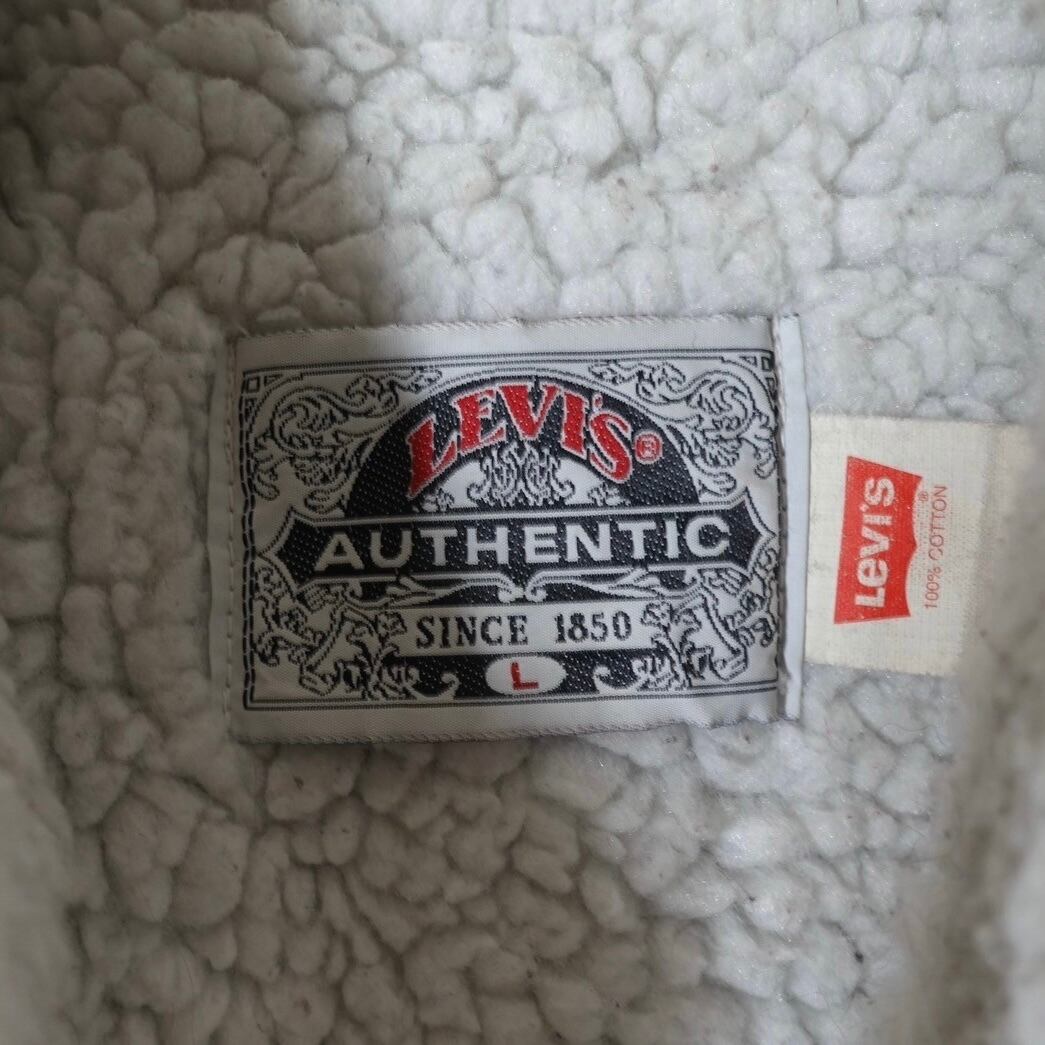 LEVI'S®
AUTHENTIC
SINCE 1850
L
LEVI'S®
100% COTTON